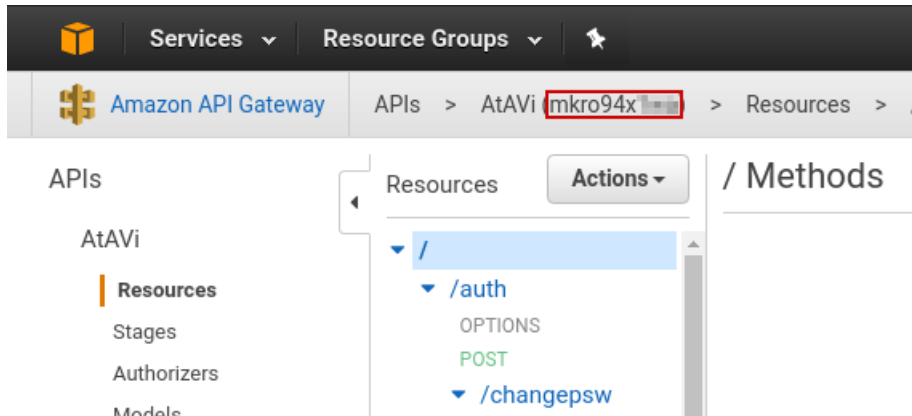 Services
Resource Groups
Amazon API Gateway
APIs > AtAVi (mkro94x > Resources >
APIs
AtAVi
Resources
Stages
Authorizers
Models
Resources
Actions
/ Methods
/
/auth
OPTIONS
POST
/changepsw